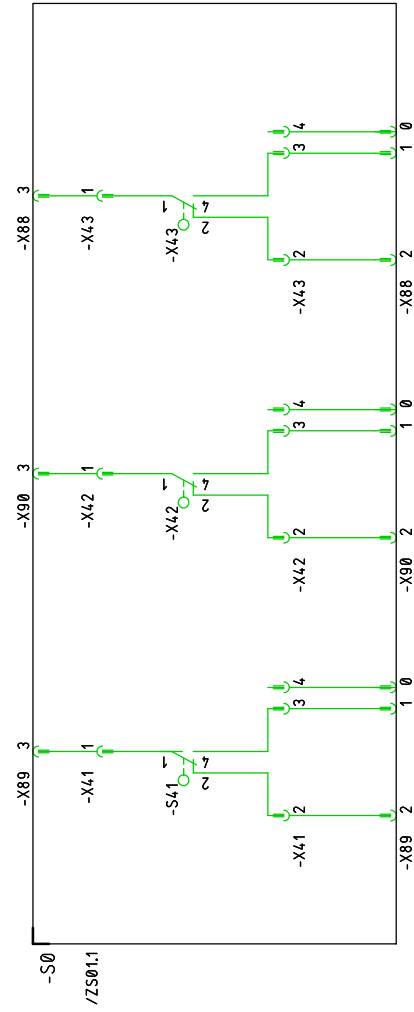 -X88 3
-X43 1
-X43
1
2
4
-X43 2
3
4
-X88 2
1
0
-X90 3
-X42 1
-X42
1
2
4
-X42 2
3
4
-X90 2
1
0
-X89 3
-X41 1
-S41
1
2
4
-X41 2
3
4
-X89 2
1
0
-S0
/ZS01.1